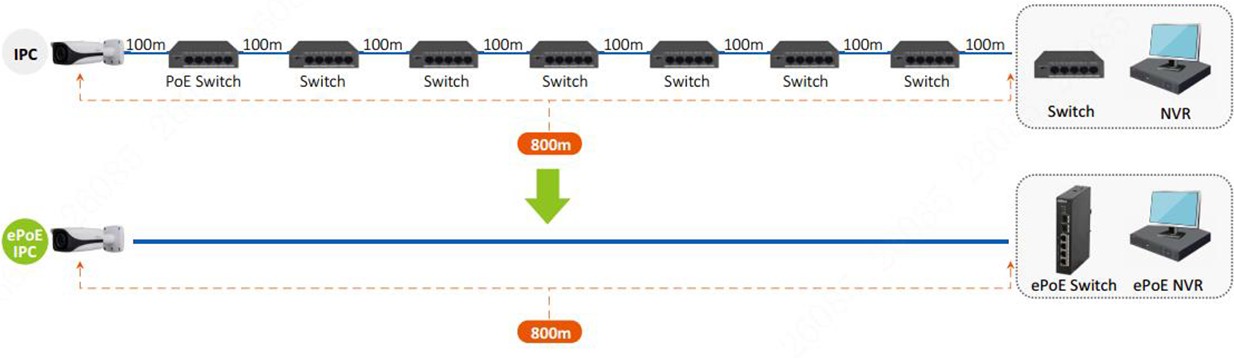 IPC
100m 100m 100m 100m 100m 100m 100m 100m
PoE Switch Switch Switch Switch Switch Switch Switch
Switch NVR
800m
ePoE
IPC
ePoE Switch ePoE NVR
800m